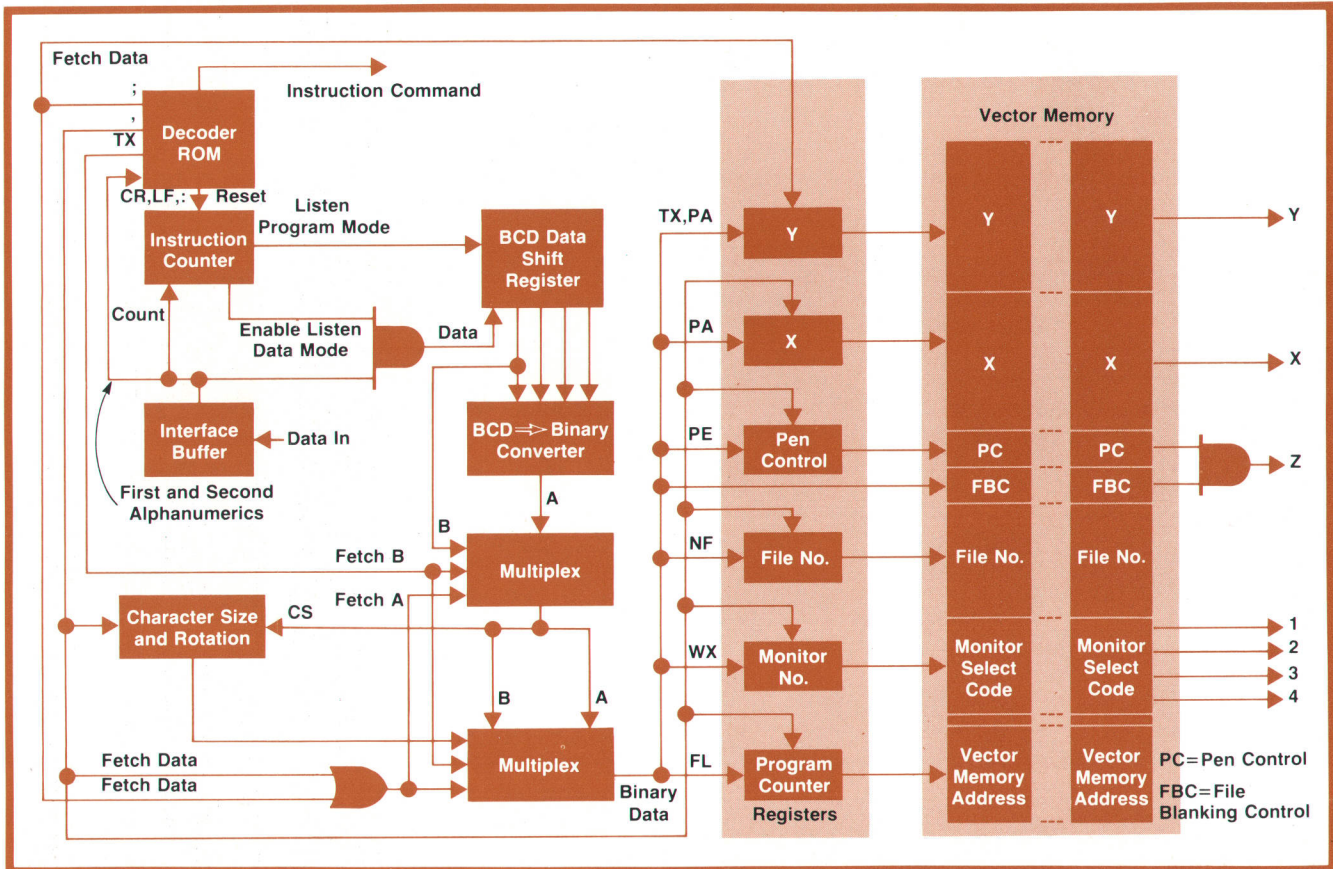 Fetch Data
;
,
TX
Decoder
ROM
Instruction Command
CR,LF,:
Reset
Listen
Program Mode
Instruction
Counter
BCD Data
Shift
Register
Count
Enable Listen
Data Mode
Data
Interface
Buffer
Data In
First and Second
Alphanumerics
BCD⇒Binary
Converter
A
B
Fetch B
Fetch A
Multiplex
Character Size
and Rotation
CS
B
A
Fetch Data
Fetch Data
Multiplex
Binary
Data
TX,PA
Y
PA
X
PE
Pen
Control
NF
File No.
WX
Monitor
No.
FL
Program
Counter
Registers
Vector Memory
Y
Y
Y
X
X
X
PC
PC
Z
FBC
FBC
File No.
File No.
Monitor
Select
Code
Monitor
Select
Code
1
2
3
4
Vector
Memory
Address
Vector
Memory
Address
PC=Pen Control
FBC=File
Blanking Control